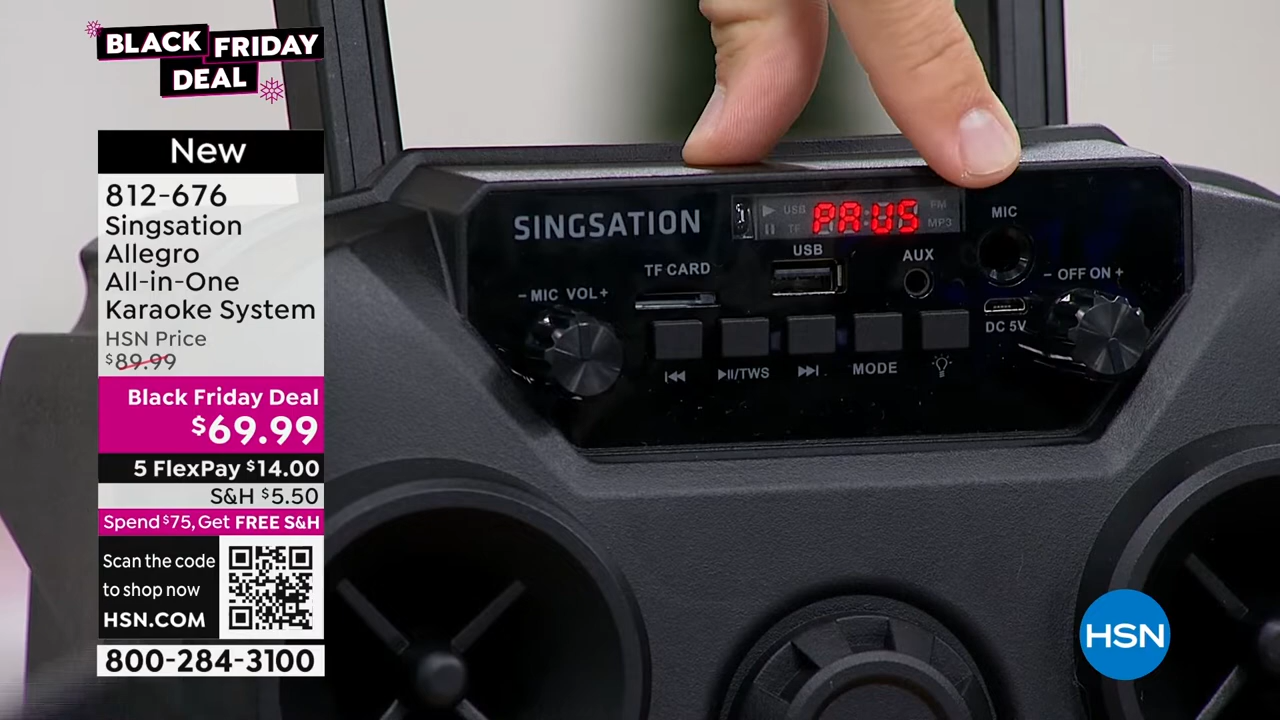 BLACK FRIDAY
DEAL
New
812-676
Singsation
Allegro
All-in-One
Karaoke System
HSN Price
$89.99
Black Friday Deal
$69.99
5 FlexPay $14.00
S&H $5.50
Spend $75, Get FREE S&H
Scan the code
to shop now
HSN.COM
800-284-3100
SINGSATION
USB
TF
PAUS
FM
MP3
MIC
USB
AUX
TF CARD
- MIC VOL +
- OFF ON +
DC 5V
/TWS
MODE
HSN